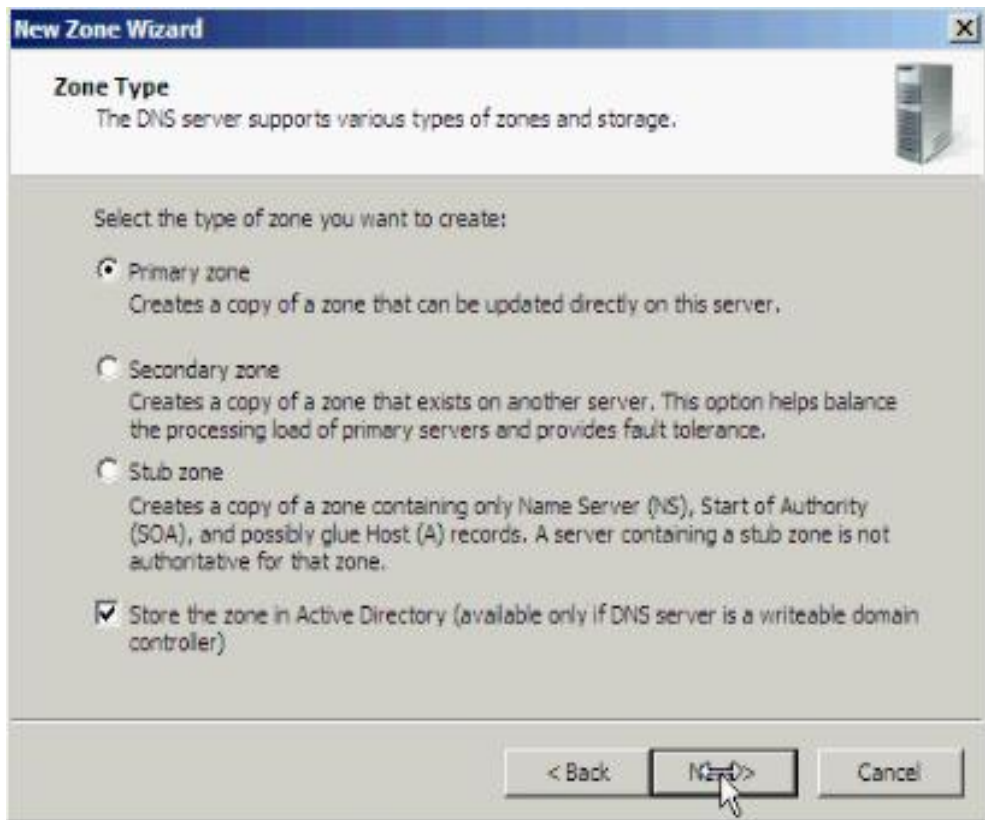 New Zone Wizard
Zone Type
The DNS server supports various types of zones and storage.
Select the type of zone you want to create:
Primary zone
Creates a copy of a zone that can be updated directly on this server.
Secondary zone
Creates a copy of a zone that exists on another server. This option helps balance
the processing load of primary servers and provides fault tolerance.
Stub zone
Creates a copy of a zone containing only Name Server (NS), Start of Authority
(SOA), and possibly glue Host (A) records. A server containing a stub zone is not
authoritative for that zone.
Store the zone in Active Directory (available only if DNS server is a writeable domain
controller)
< Back
Next >
Cancel